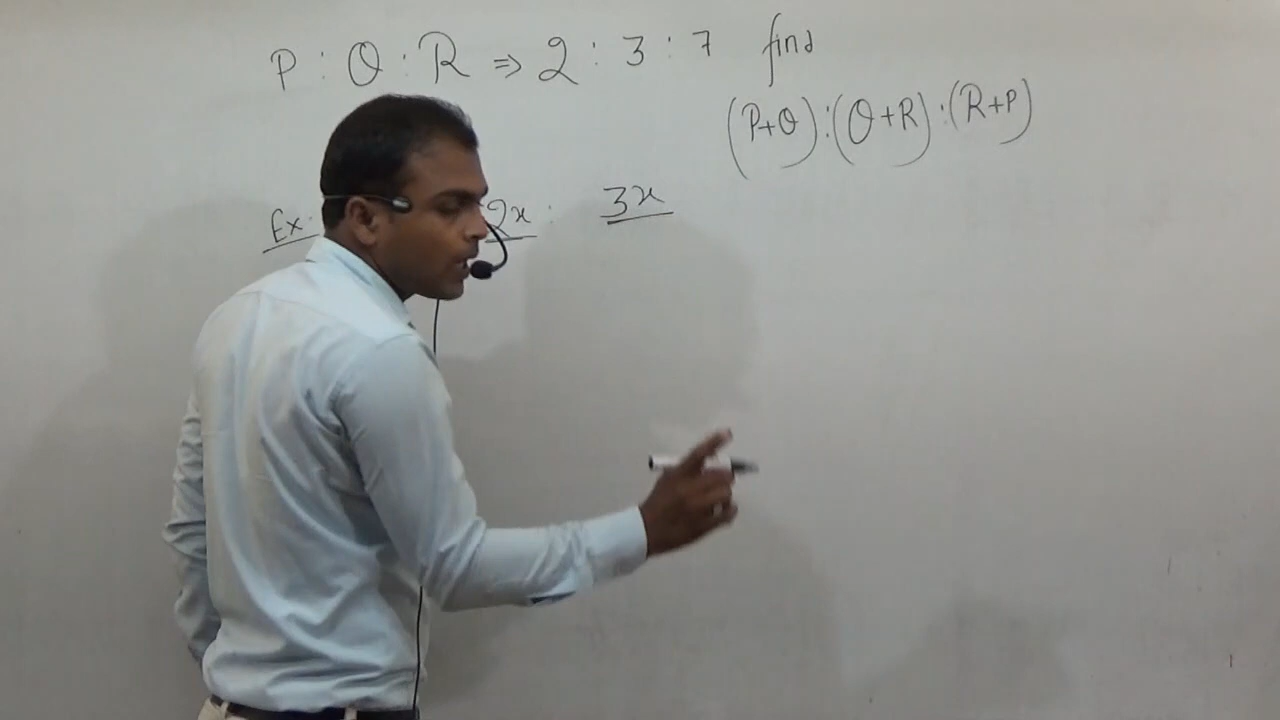 P : Q : R ⇒ 2 : 3 : 7 find
(P+Q):(Q+R):(R+P)
Ex. 2x : 3x